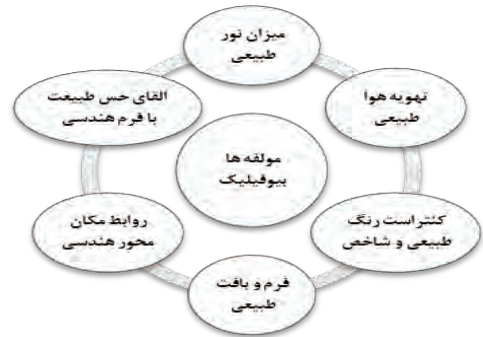 میزان نور
طبیعی
تهویه هوا
طبیعی
کنتراست رنگ
طبیعی و شاخص
فرم و بافت
طبیعی
روابط مکان
محور هندسی
القای حس طبیعت
با فرم هندسی
مولفه ها
بیوفیلیک